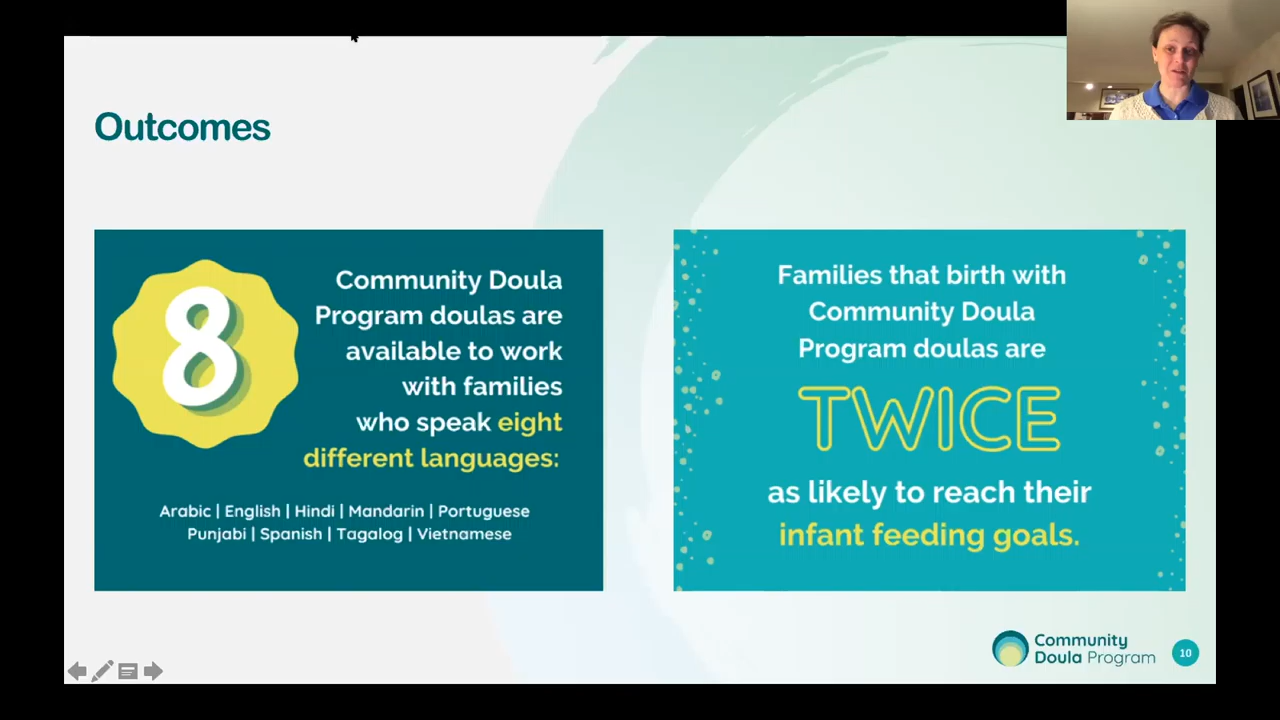 Outcomes
8
Community Doula
Program doulas are
available to work
with families
who speak eight
different languages:
Arabic | English | Hindi | Mandarin | Portuguese
Punjabi | Spanish | Tagalog | Vietnamese
Families that birth with
Community Doula
Program doulas are
TWICE
as likely to reach their
infant feeding goals.
Community
Doula Program
10